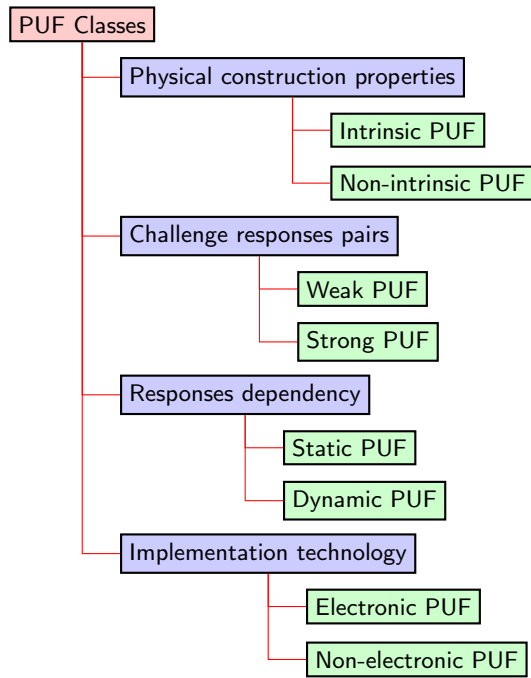 PUF Classes
Physical construction properties
Intrinsic PUF
Non-intrinsic PUF
Challenge responses pairs
Weak PUF
Strong PUF
Responses dependency
Static PUF
Dynamic PUF
Implementation technology
Electronic PUF
Non-electronic PUF